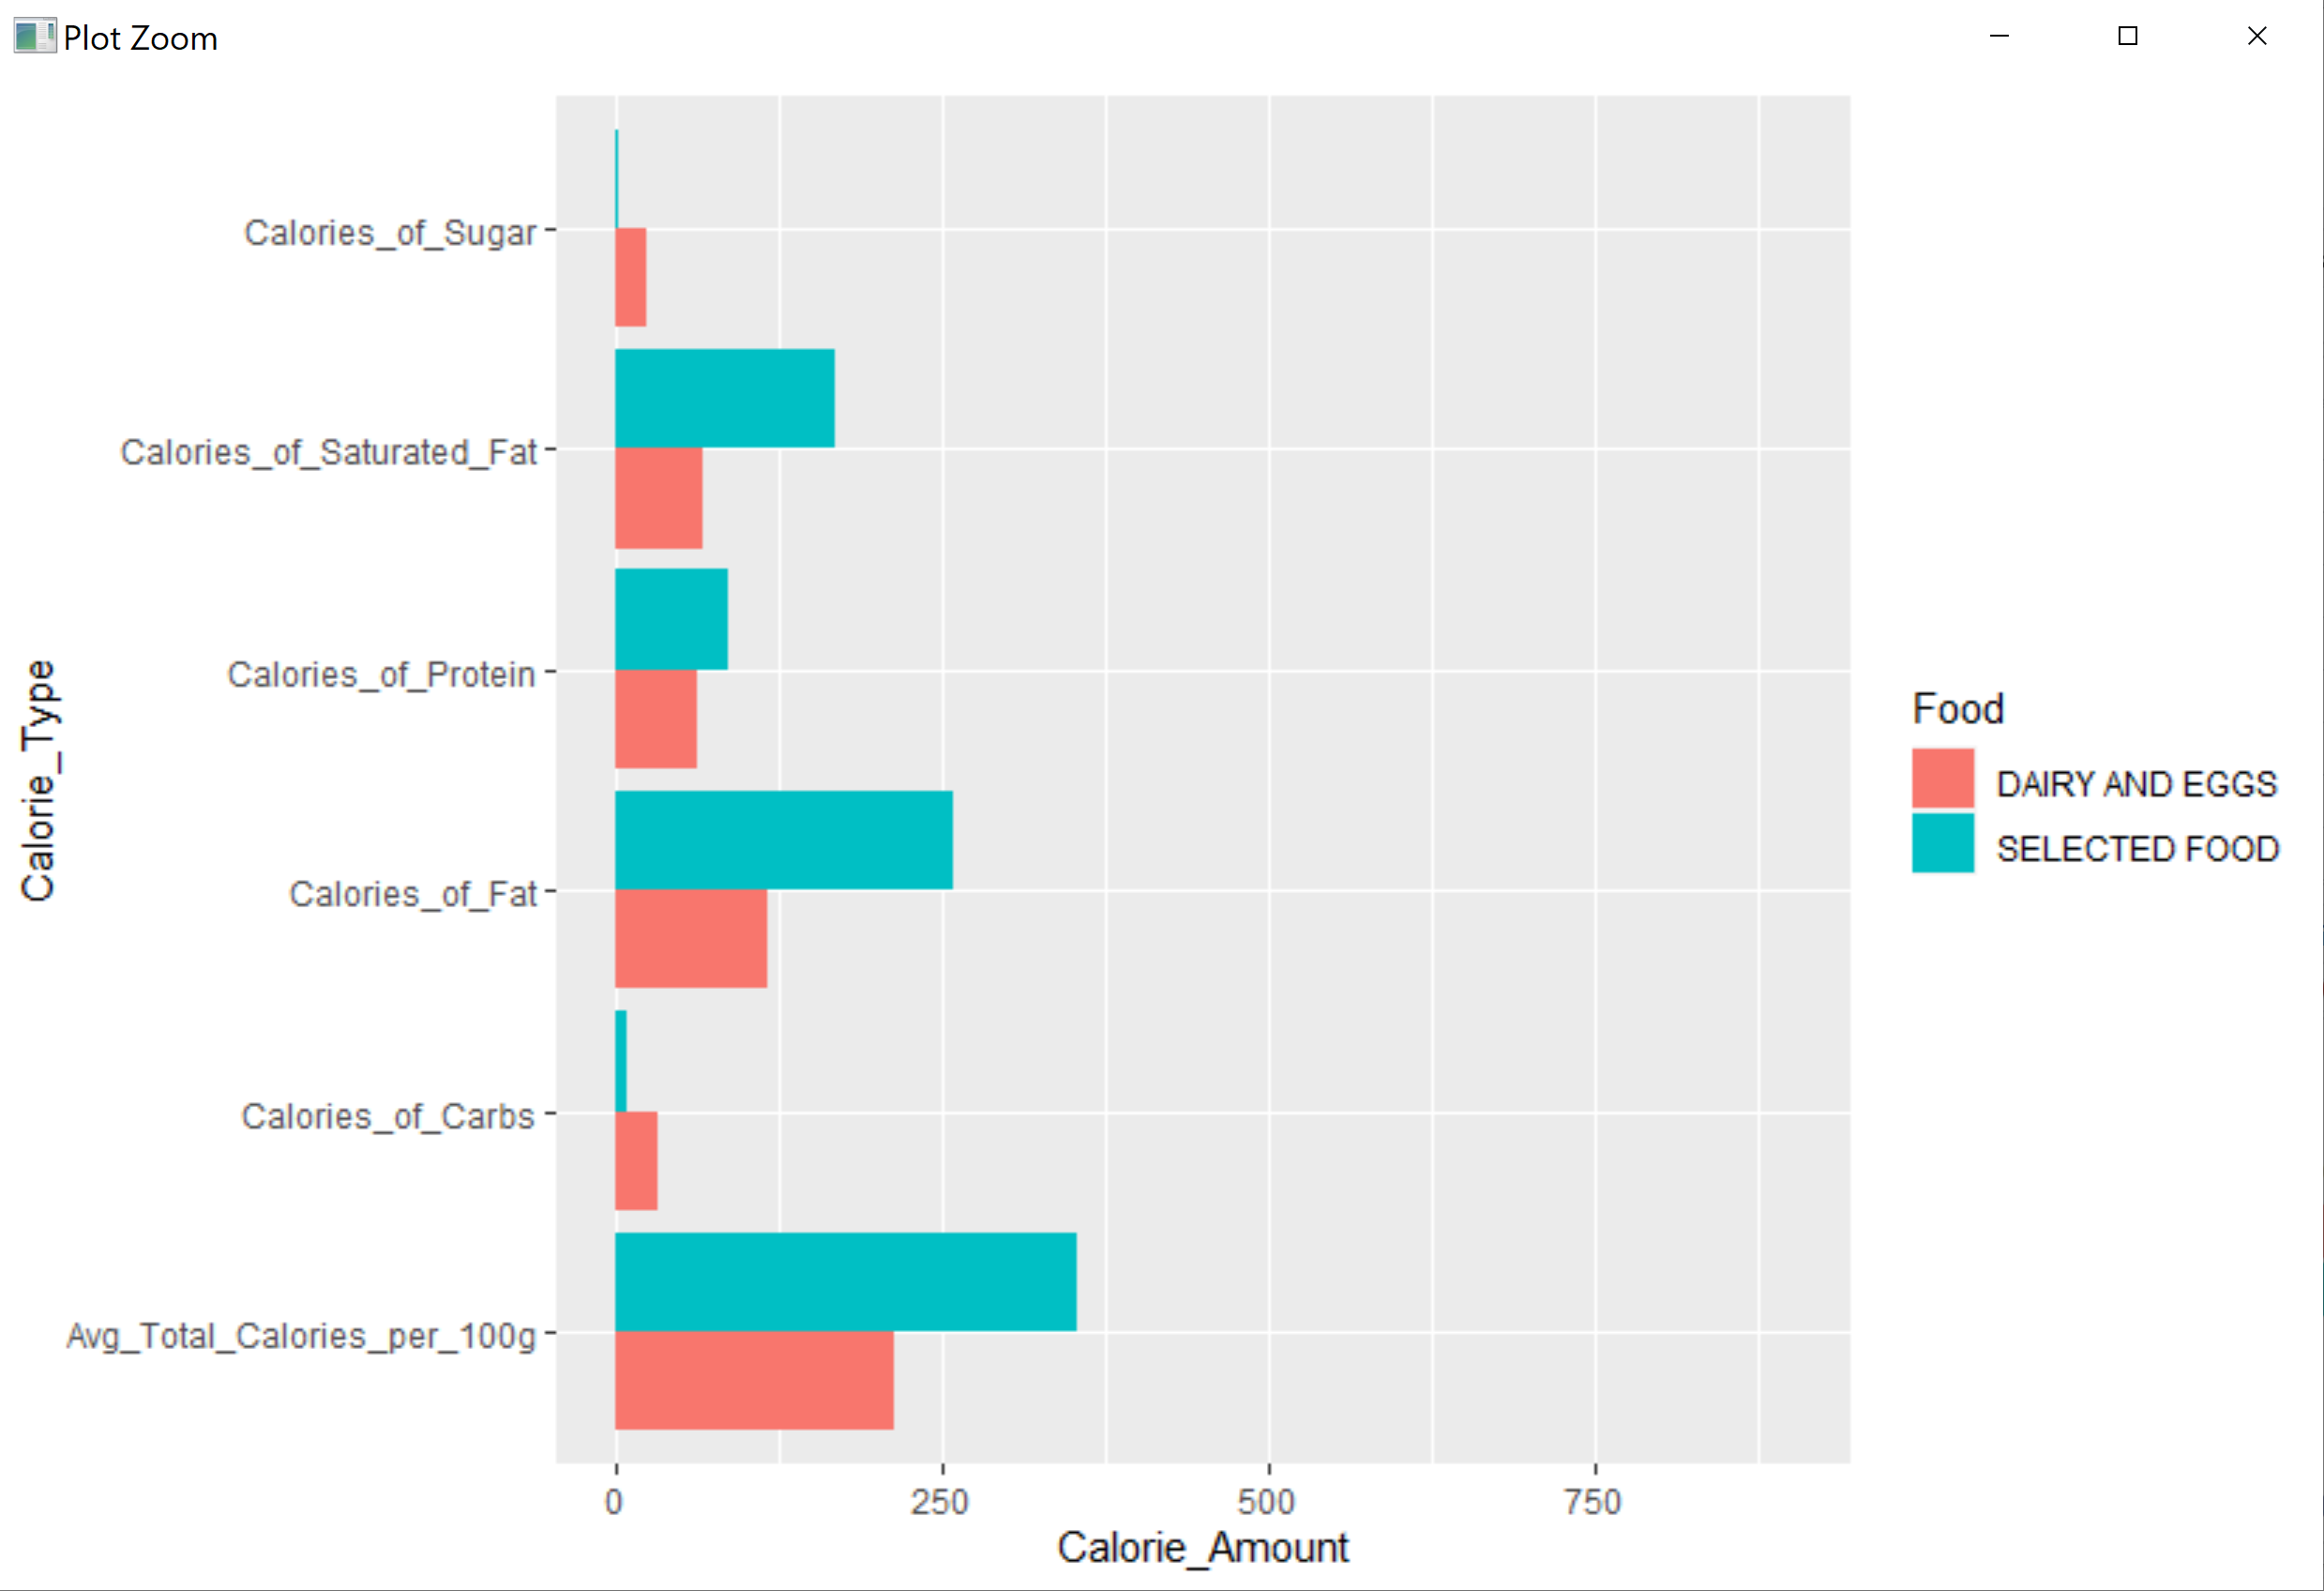 Plot Zoom
Calories_of_Sugar
Calories_of_Saturated_Fat
Calories_of_Protein
Calories_of_Fat
Calories_of_Carbs
Avg_Total_Calories_per_100g
Calorie_Type
0 250 500 750
Calorie_Amount
Food
DAIRY AND EGGS
SELECTED FOOD